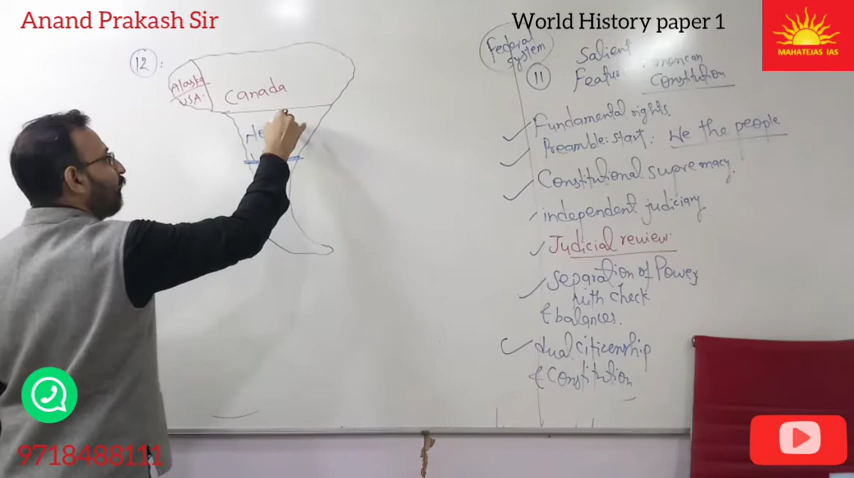 Anand Prakash Sir
World History paper 1
MAHATEJAS IAS
12:
Alaska
USA.
Canada
Federal
system
11
Salient
Featu
Constitution
Fundamental rights.
Preamble: start: We the people
Constitutional supremacy.
independent judiciary
Judicial review.
Separation of Power
with check
& balances.
dual citizenship
& Constitution
9718488111